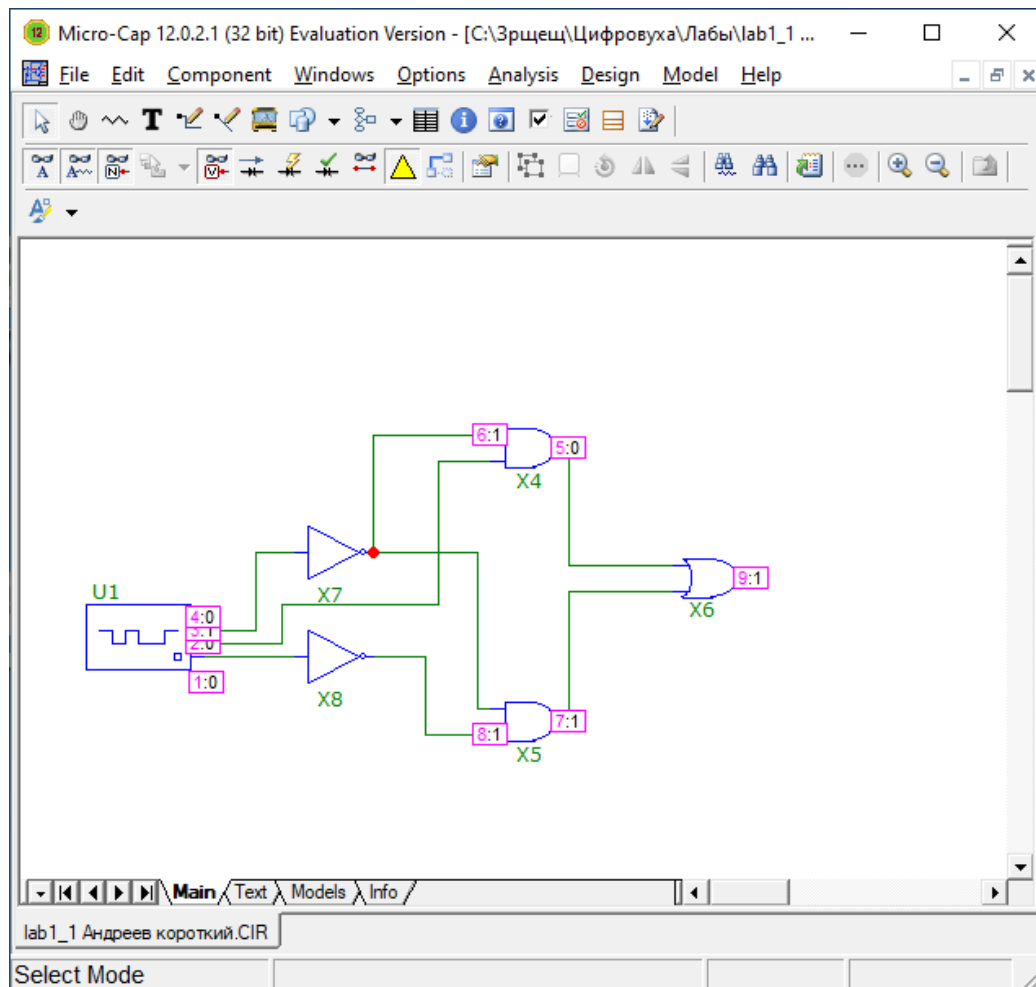 12 Micro-Cap 12.0.2.1 (32 bit) Evaluation Version - [C:\Зрщещ\Цифровуха\Лабы\lab1_1 ...
File Edit Component Windows Options Analysis Design Model Help
6:1
5:0
X4
X7
9:1
X6
U1
4:0
3:1
2:0
1:0
X8
7:1
8:1
X5
Main Text Models Info
lab1_1 Андреев короткий.CIR
Select Mode